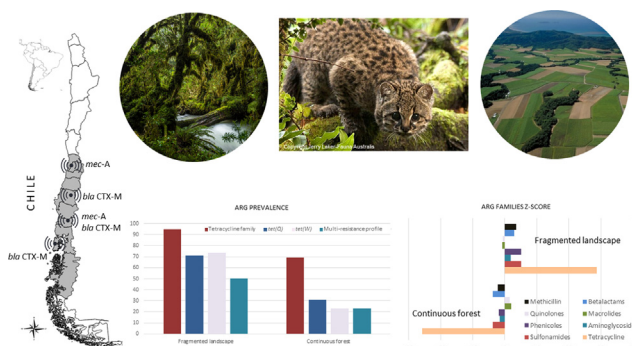 CHILE
mec-A
bla CTX-M
mec-A
bla CTX-M
bla CTX-M
ARG PREVALENCE
Tetracycline family
tet(Q)
tet(W)
Multi-resistance profile
100
90
80
70
60
50
40
30
20
10
0
Fragmented landscape
Continuous forest
ARG FAMILIES Z-SCORE
Fragmented landscape
Continuous forest
Methicillin
Betalactams
Quinolones
Macrolides
Phenicoles
Aminoglycosid
Sulfonamides
Tetracycline